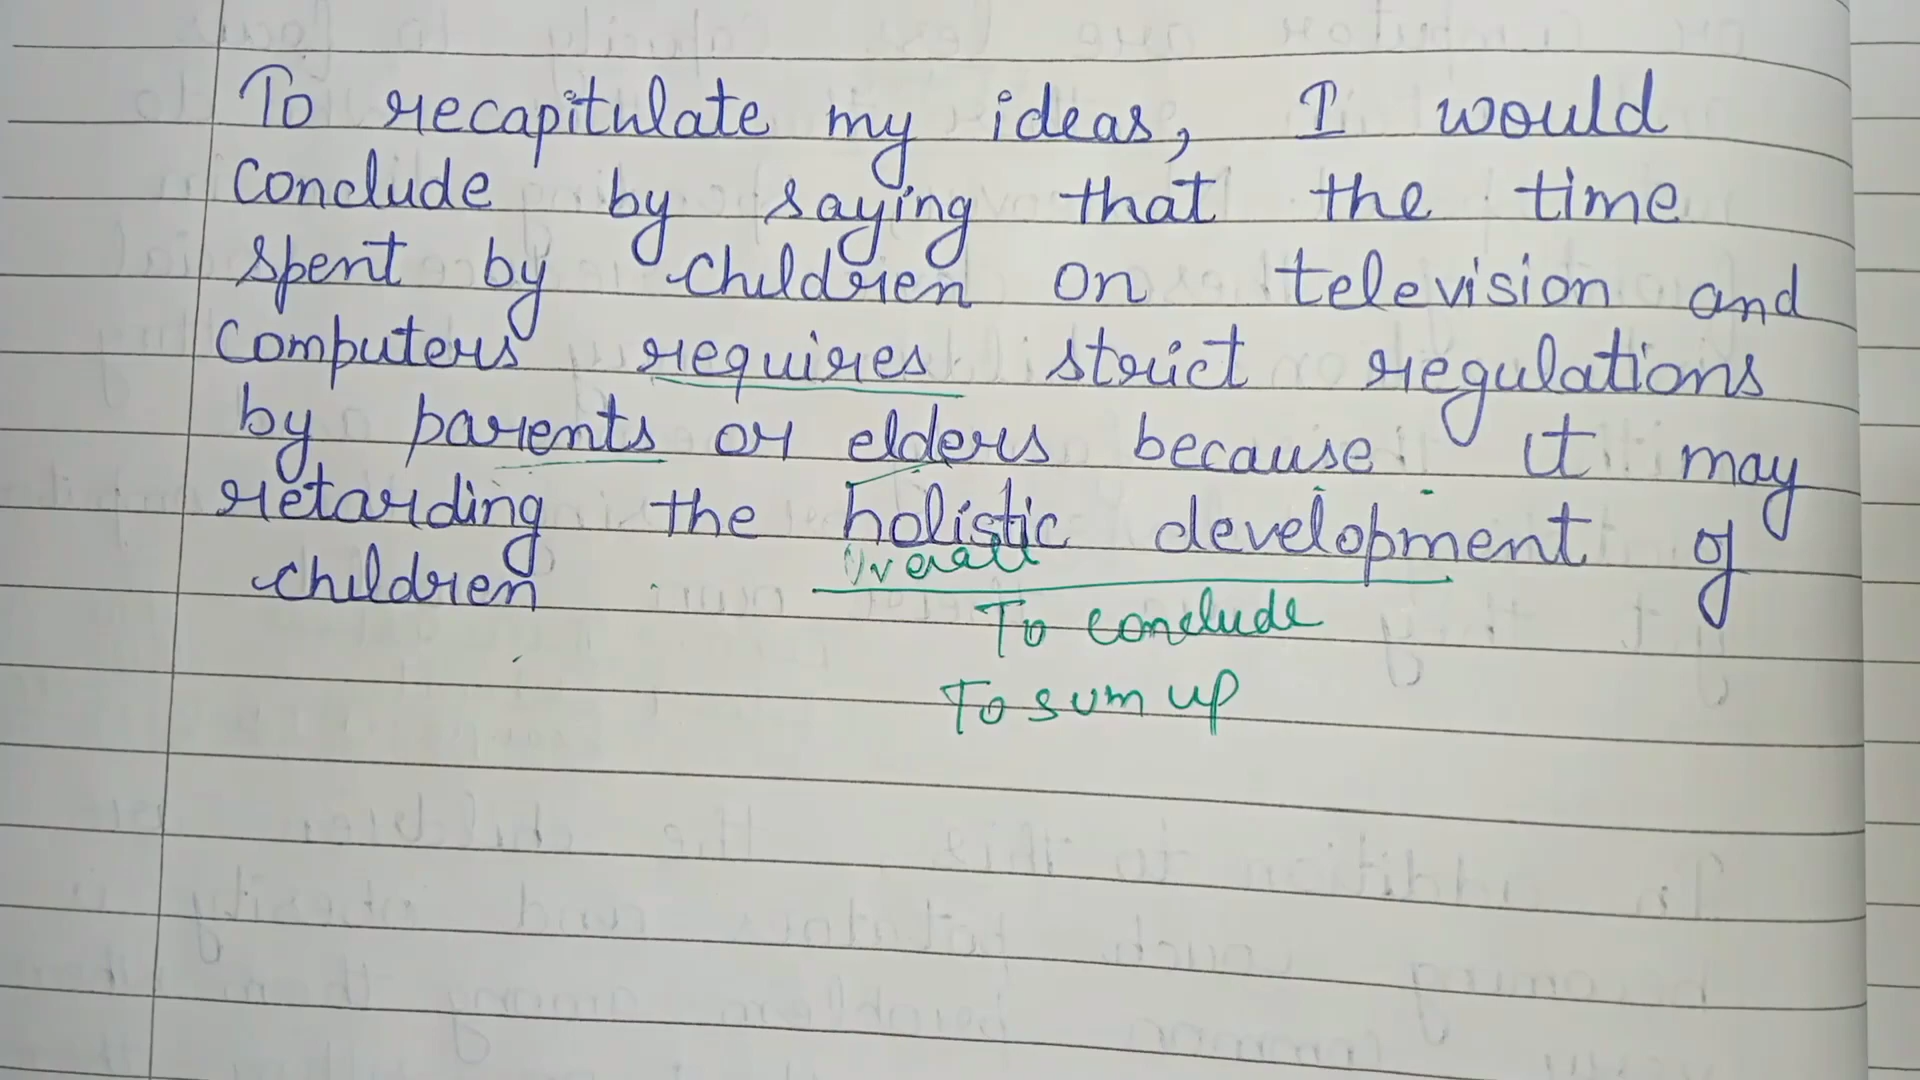 To recapitulate my ideas, I would
conclude by saying that the time
spent by children on television and
computers requires strict regulations
by parents or elders because it may
retarding the holistic development of
overall
children
To conclude
To sum up